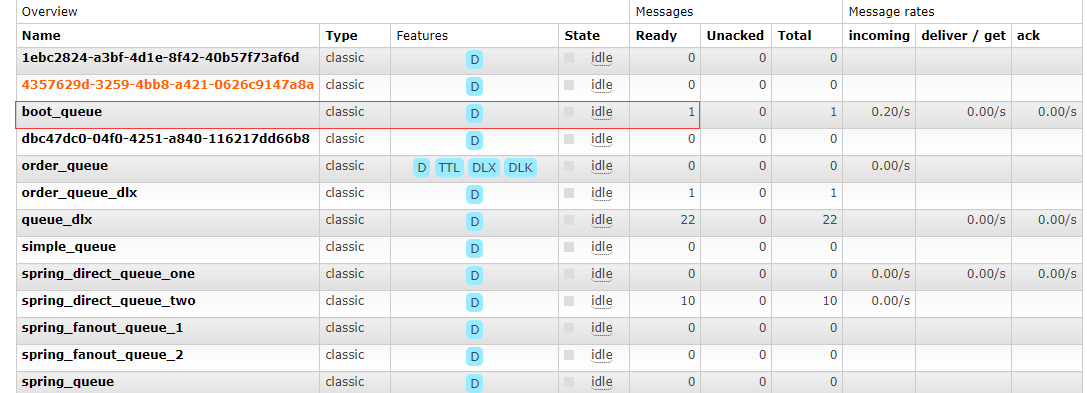 Overview Messages Message rates
Name Type Features State Ready Unacked Total incoming deliver / get ack
1ebc2824-a3bf-4d1e-8f42-40b57f73af6d classic D idle 0 0 0
4357629d-3259-4bb8-a421-0626c9147a8a classic D idle 0 0 0
boot_queue classic D idle 1 0 1 0.20/s 0.00/s 0.00/s
dbc47dc0-04f0-4251-a840-116217dd66b8 classic D idle 0 0 0
order_queue classic D TTL DLX DLK idle 0 0 0 0.00/s
order_queue_dlx classic D idle 1 0 1
queue_dlx classic D idle 22 0 22 0.00/s 0.00/s
simple_queue classic D idle 0 0 0
spring_direct_queue_one classic D idle 0 0 0 0.00/s 0.00/s 0.00/s
spring_direct_queue_two classic D idle 10 0 10 0.00/s
spring_fanout_queue_1 classic D idle 0 0 0
spring_fanout_queue_2 classic D idle 0 0 0
spring_queue classic D idle 0 0 0